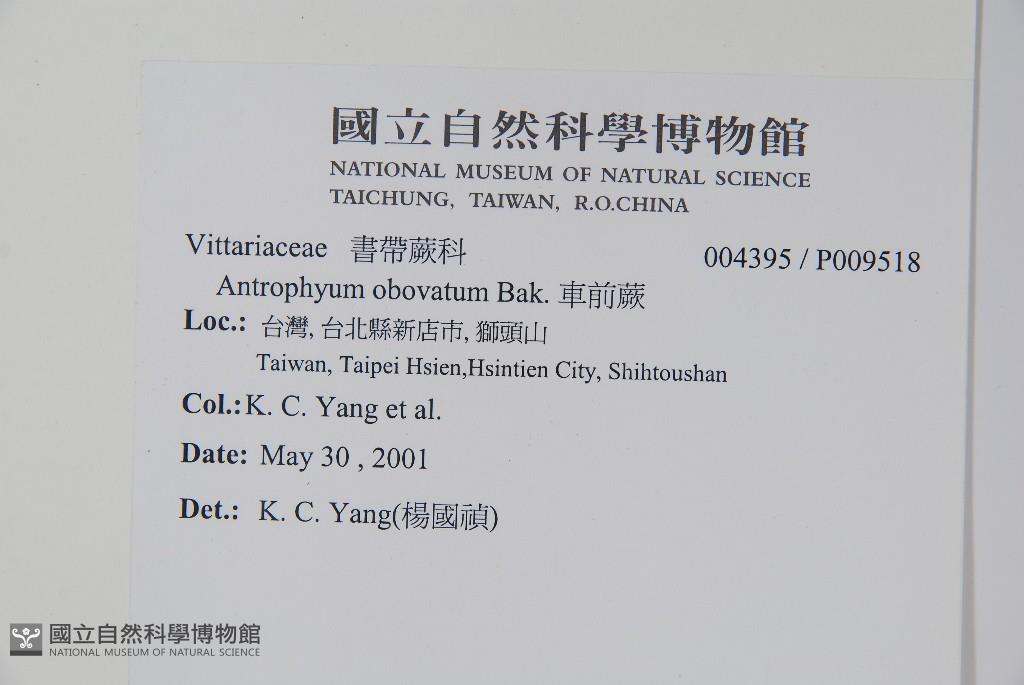 國立自然科學博物館
NATIONAL MUSEUM OF NATURAL SCIENCE
TAICHUNG, TAIWAN, R.O.CHINA
Vittariaceae 書帶蕨科 004395 / P009518
Antrophyum obovatum Bak. 車前蕨
Loc.: 台灣, 台北縣新店市, 獅頭山
Taiwan, Taipei Hsien,Hsintien City, Shihtoushan
Col.:K. C. Yang et al.
Date: May 30 , 2001
Det.: K. C. Yang(楊國禎)
國立自然科學博物館
NATIONAL MUSEUM OF NATURAL SCIENCE